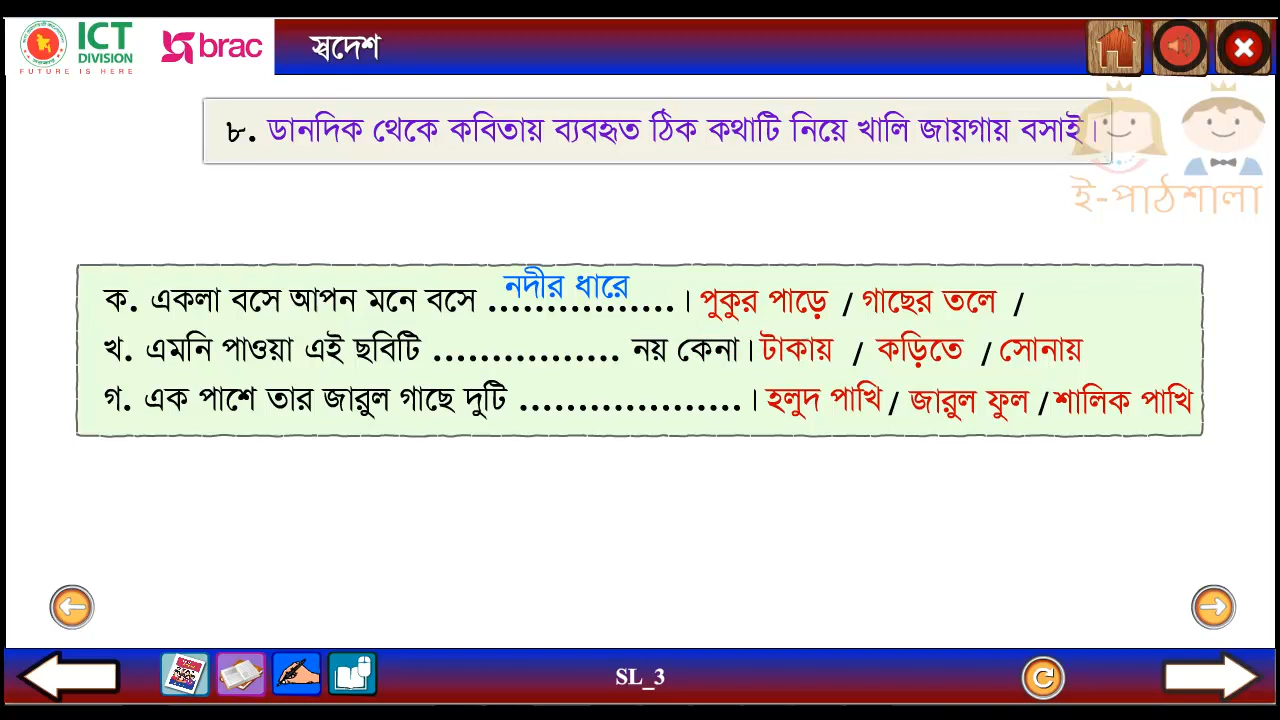 ICT
DIVISION
FUTURE IS HERE
brac
স্বদেশ
৮. ডানদিক থেকে কবিতায় ব্যবহৃত ঠিক কথাটি নিয়ে খালি জায়গায় বসাই।
ই-পাঠশালা
ক. একলা বসে আপন মনে বসে ................। পুকুর পাড়ে / গাছের তলে /
নদীর ধারে
খ. এমনি পাওয়া এই ছবিটি ................ নয় কেনা। টাকায় / কড়িতে / সোনায়
গ. এক পাশে তার জারুল গাছে দুটি ...................। হলুদ পাখি / জারুল ফুল / শালিক পাখি
SL_3